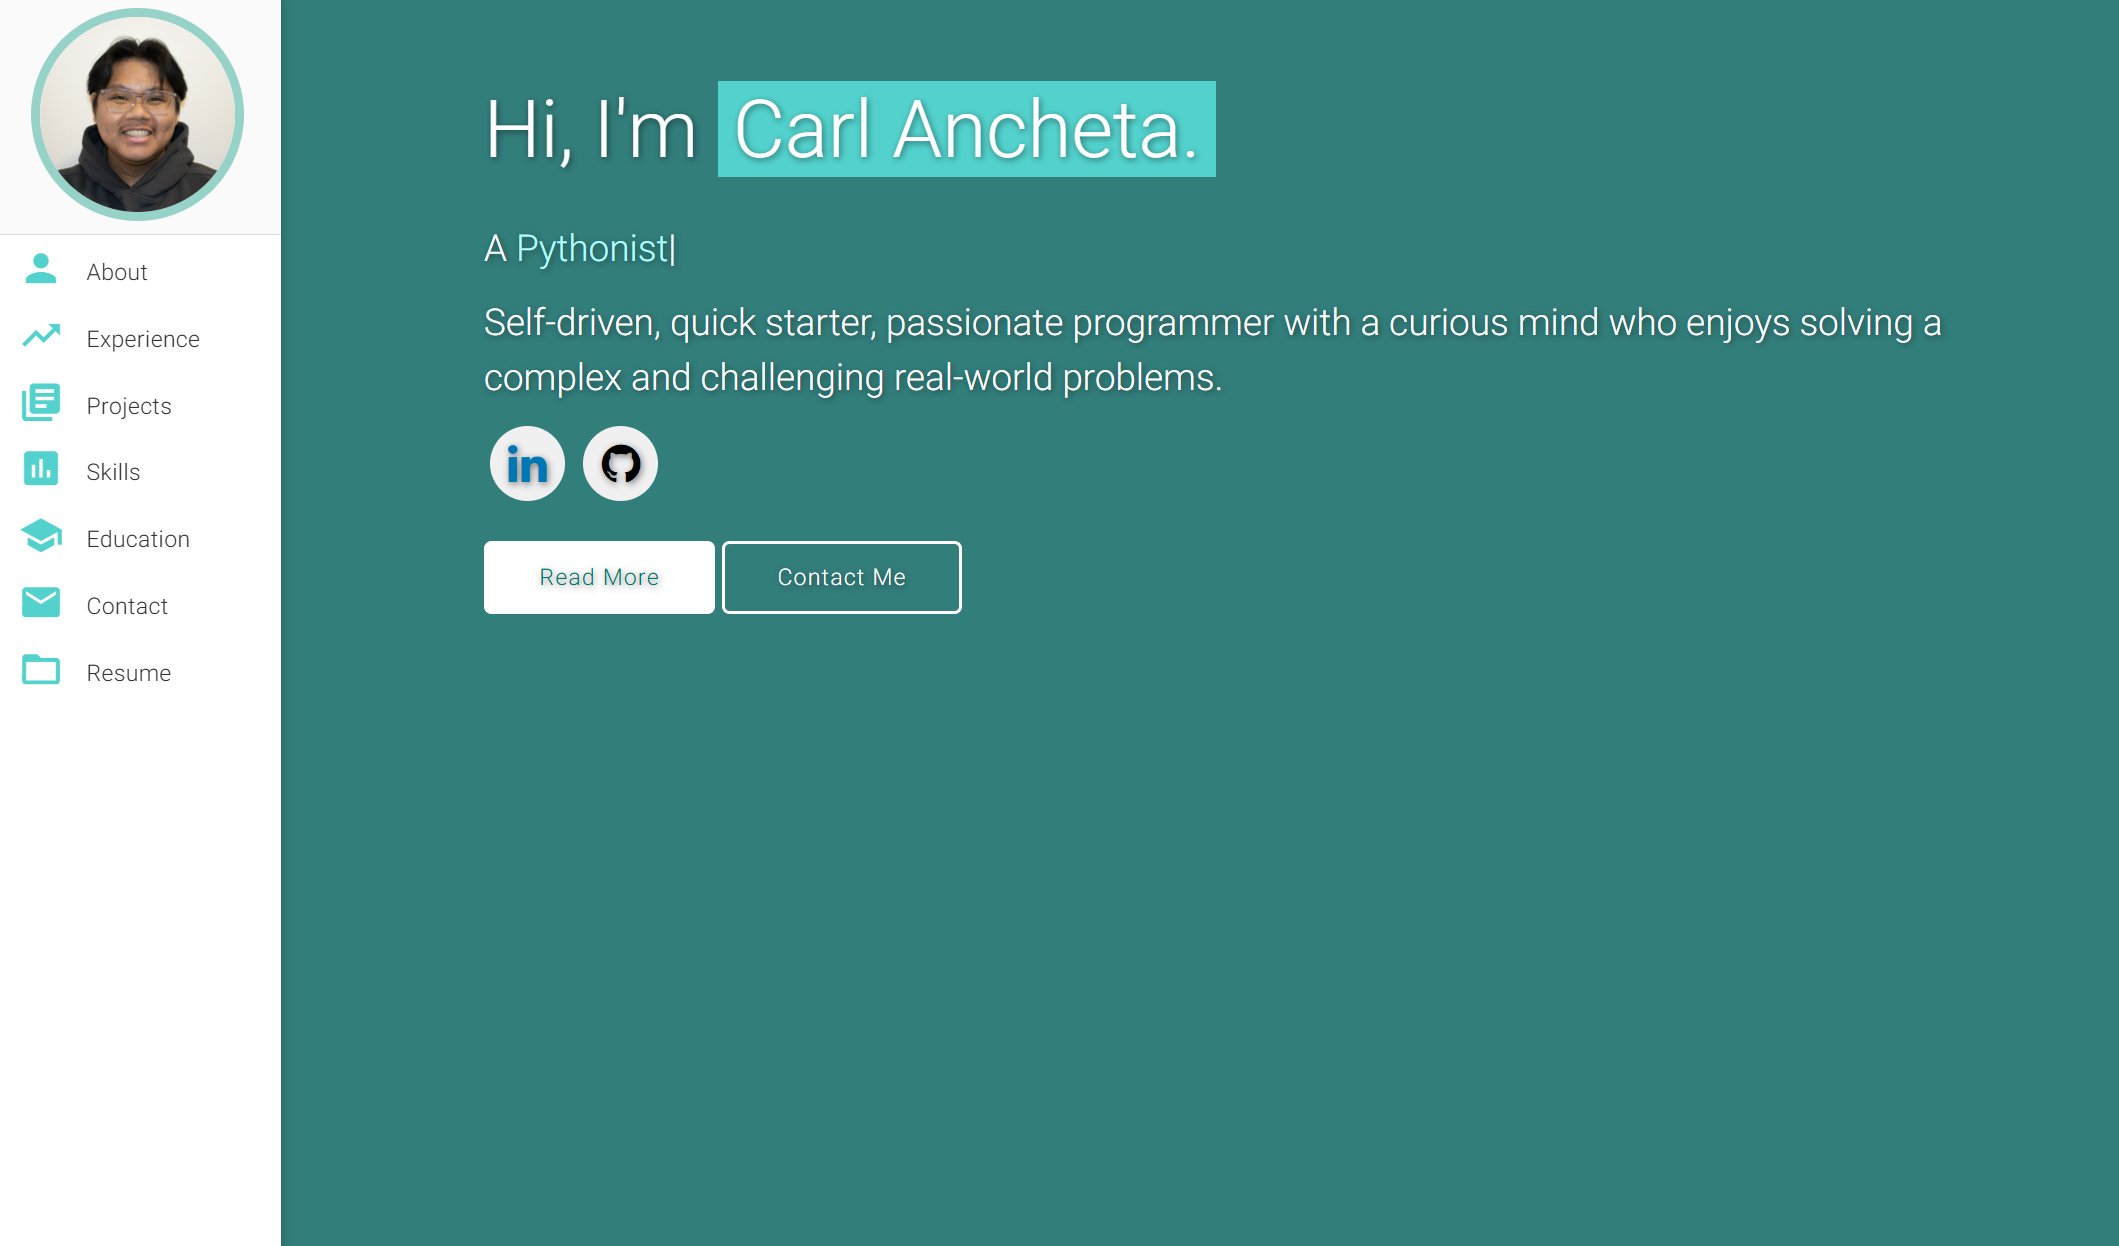 About
Experience
Projects
Skills
Education
Contact
Resume
Hi, I'm Carl Ancheta.
A Pythonist|
Self-driven, quick starter, passionate programmer with a curious mind who enjoys solving a
complex and challenging real-world problems.
in
Read More
Contact Me